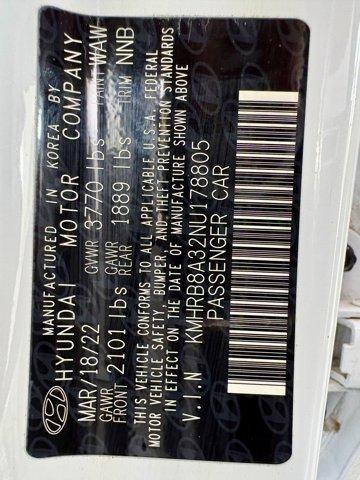 MANUFACTURED IN KOREA BY
HYUNDAI MOTOR COMPANY
MAR/18/22 GVWR 3770 lbs PAINT WAW
GAWR FRONT 2101 lbs GAWR REAR 1889 lbs TRIM NNB
THIS VEHICLE CONFORMS TO ALL APPLICABLE U.S.A. FEDERAL
MOTOR VEHICLE SAFETY, BUMPER, AND THEFT PREVENTION STANDARDS
IN EFFECT ON THE DATE OF MANUFACTURE SHOWN ABOVE
V.I.N KMHRB8A32NU178805
PASSENGER CAR